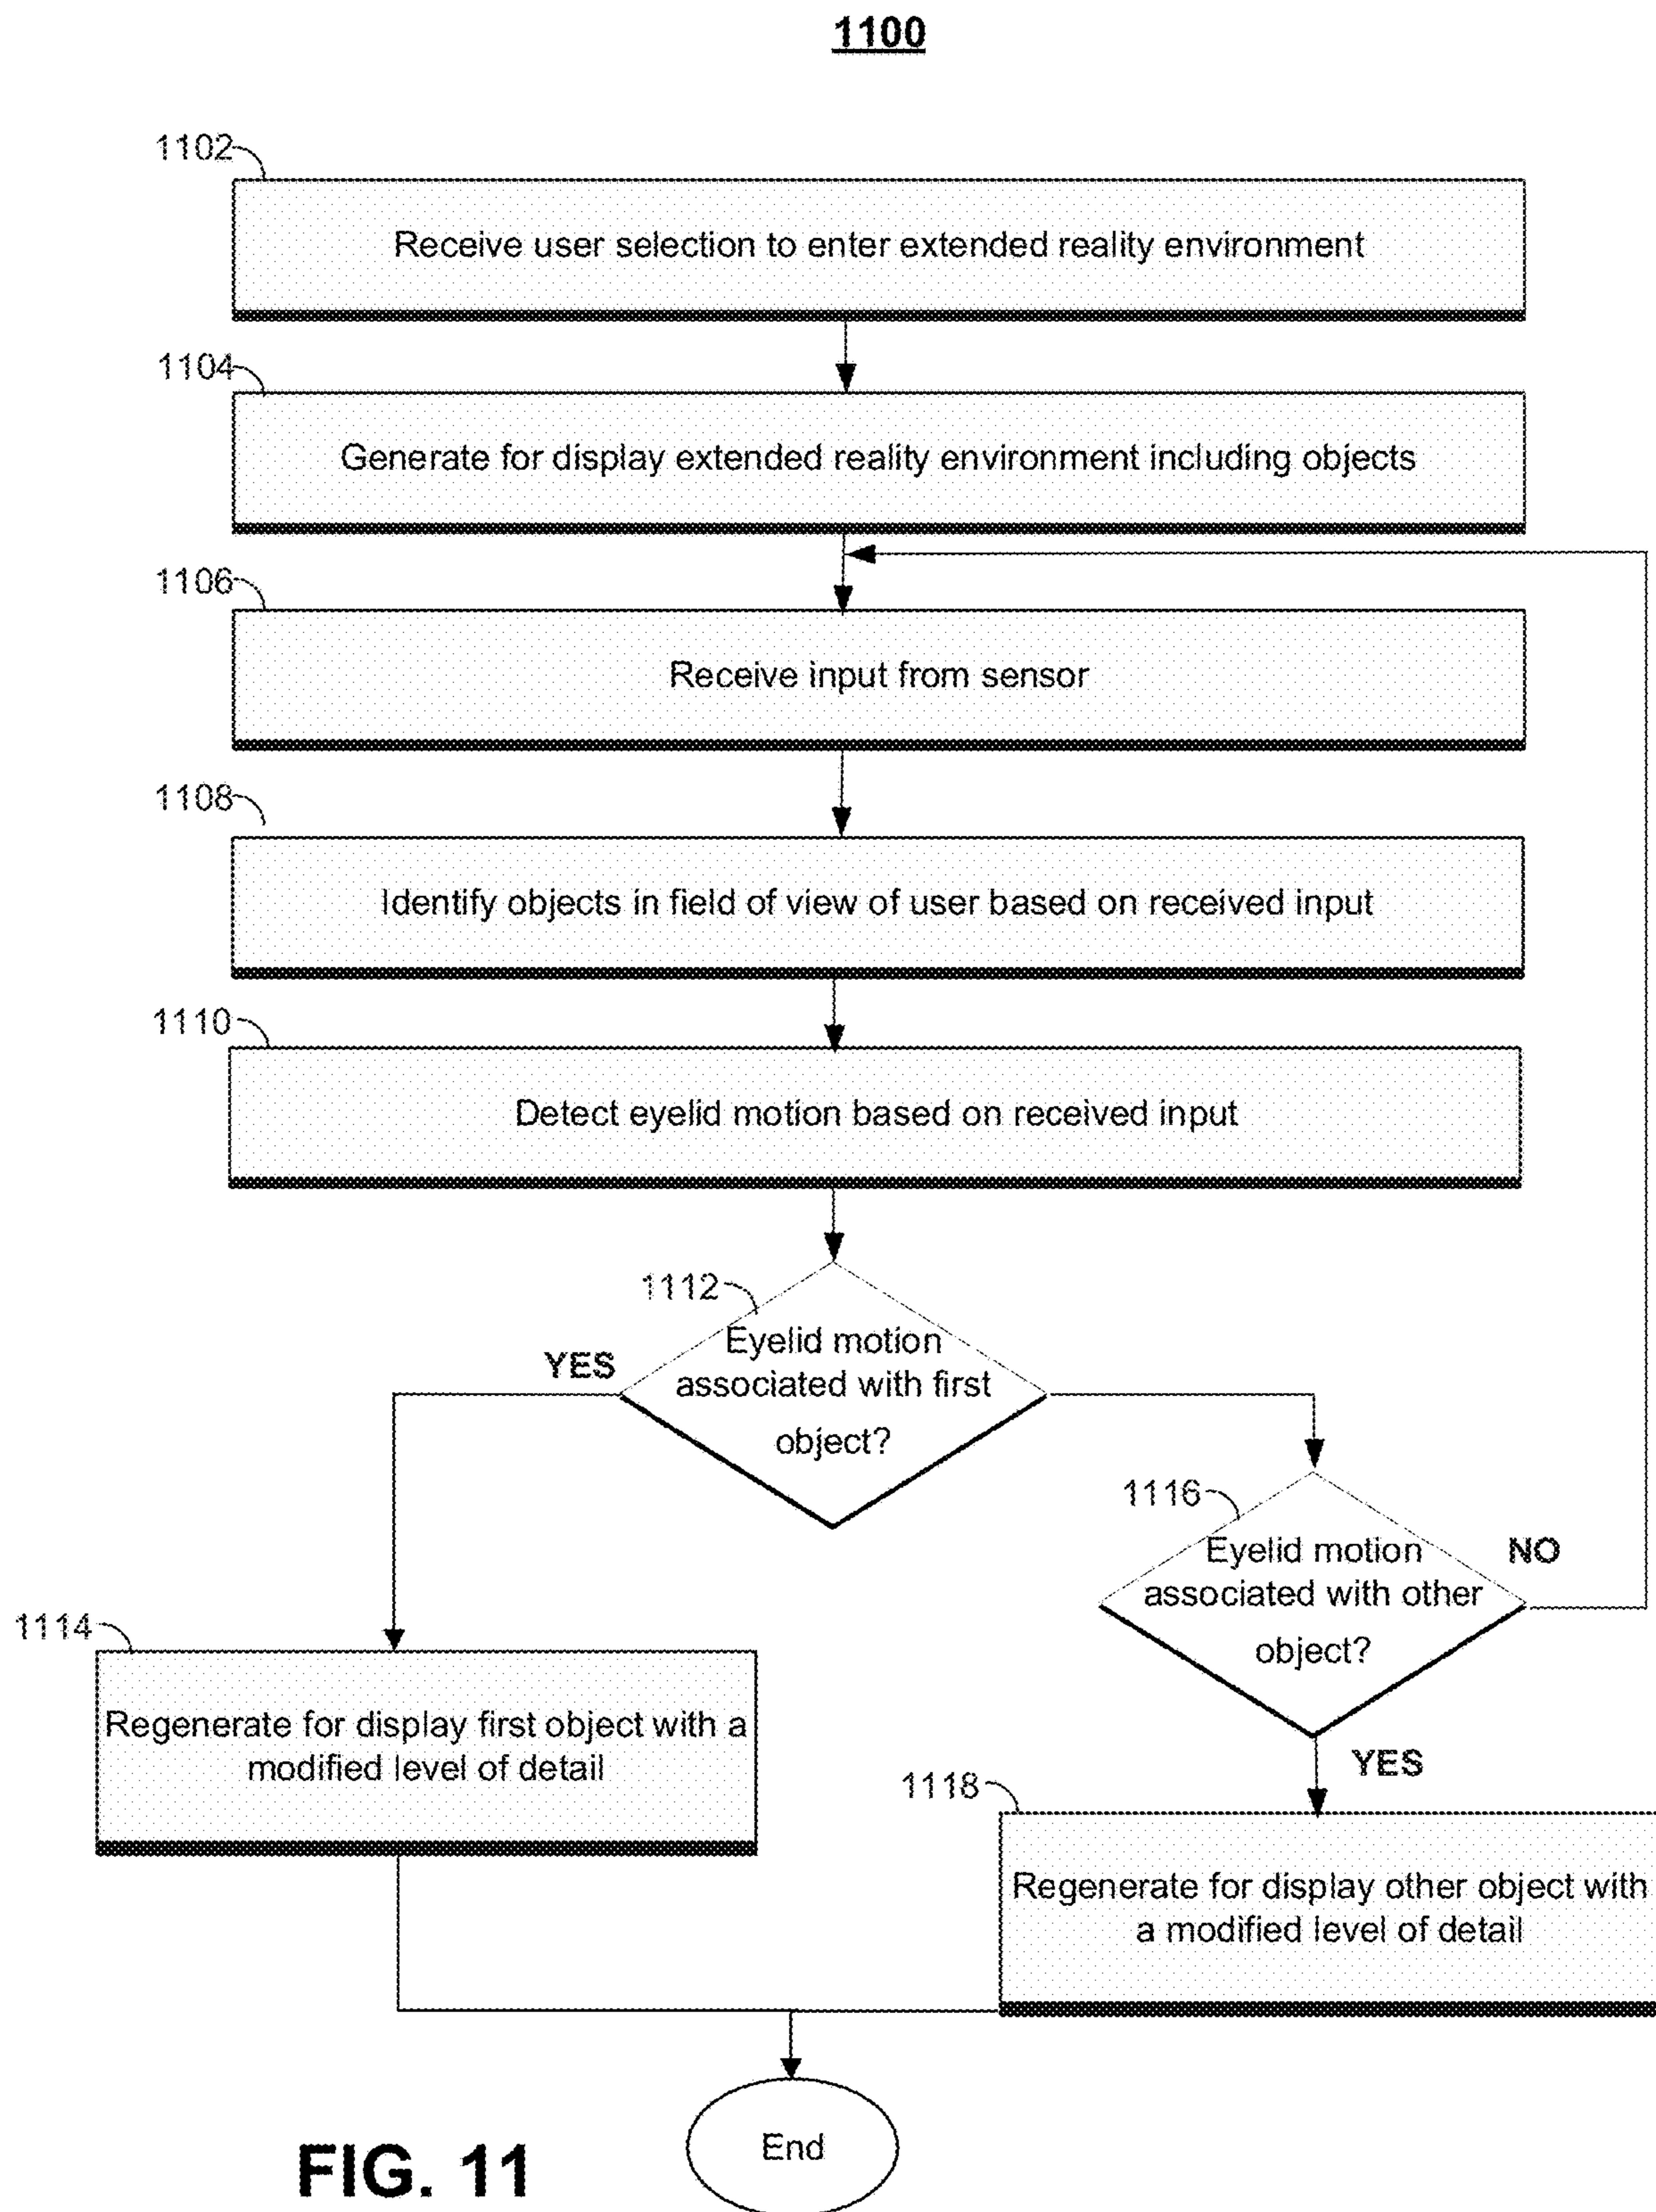 1100
1102
Receive user selection to enter extended reality environment
1104
Generate for display extended reality environment including objects
1106
Receive input from sensor
1108
Identify objects in field of view of user based on received input
1110
Detect eyelid motion based on received input
1112
Eyelid motion
associated with first
object?
YES
1116
Eyelid motion
associated with other
object?
NO
YES
1114
Regenerate for display first object with a
modified level of detail
1118
Regenerate for display other object with
a modified level of detail
End
FIG. 11